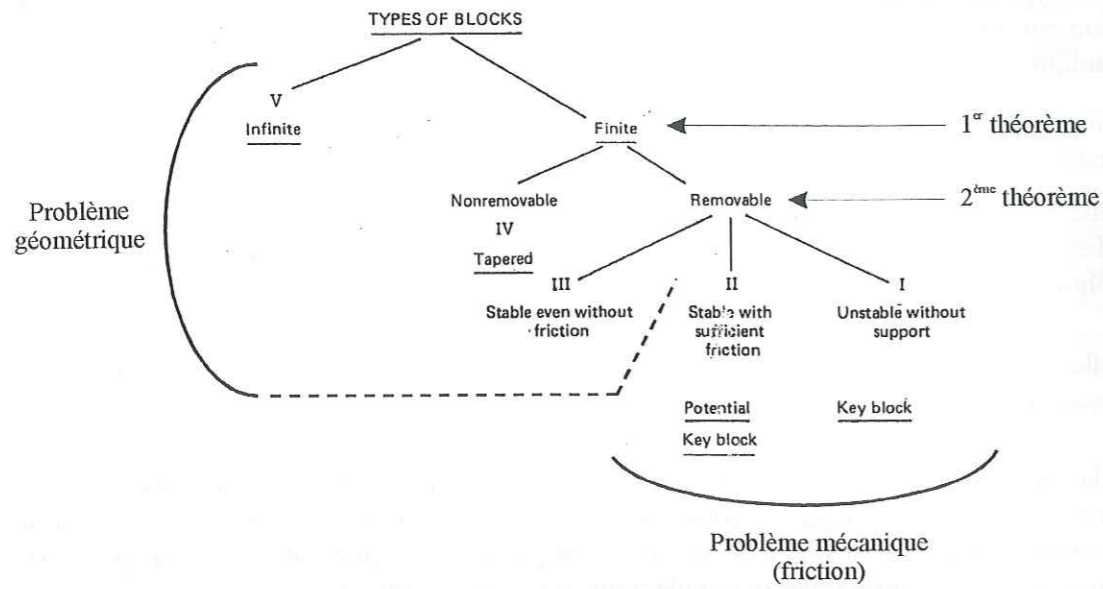 TYPES OF BLOCKS
V
Infinite
Finite
1er théorème
Nonremovable
Removable
2ème théorème
Problème
géométrique
IV
Tapered
III
II
I
Stable even without
friction
Stable with
sufficient
friction
Unstable without
support
Potential
Key block
Key block
Problème mécanique
(friction)